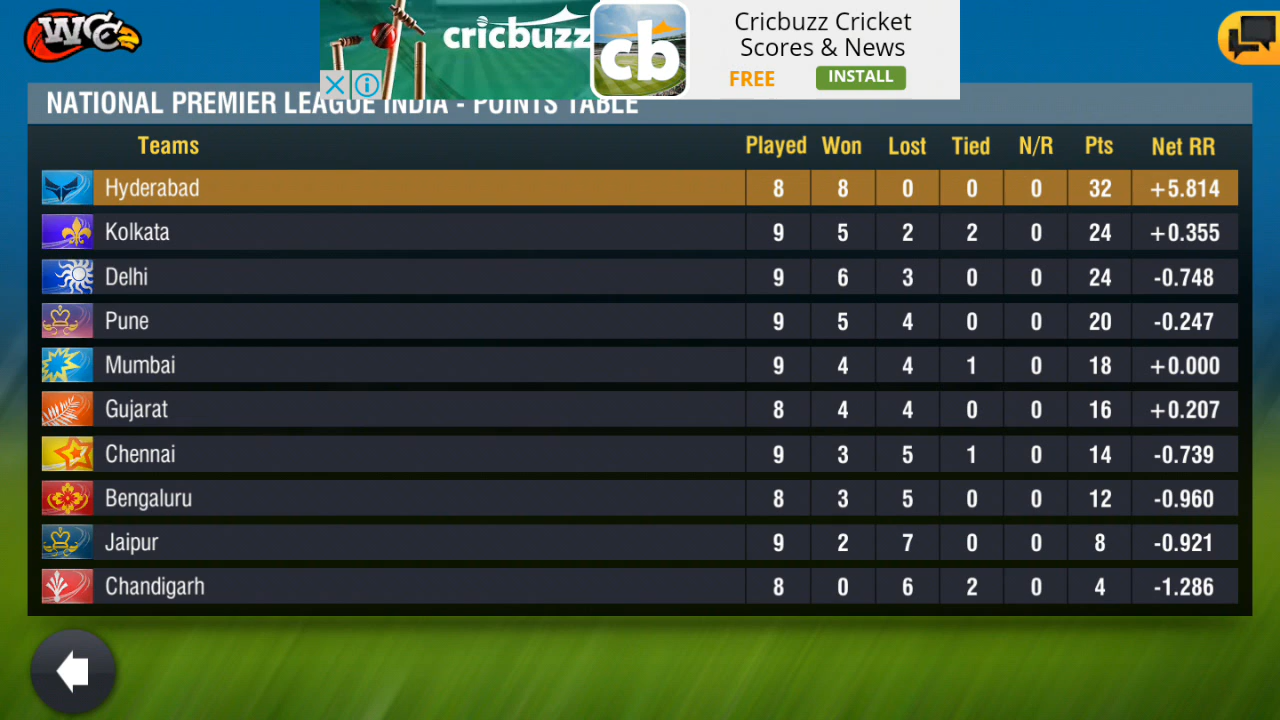 WCC
cricbuzz
cb
Cricbuzz Cricket
Scores & News
FREE INSTALL
NATIONAL PREMIER LEAGUE INDIA - POINTS TABLE
Teams Played Won Lost Tied N/R Pts Net RR
Hyderabad 8 8 0 0 0 32 +5.814
Kolkata 9 5 2 2 0 24 +0.355
Delhi 9 6 3 0 0 24 -0.748
Pune 9 5 4 0 0 20 -0.247
Mumbai 9 4 4 1 0 18 +0.000
Gujarat 8 4 4 0 0 16 +0.207
Chennai 9 3 5 1 0 14 -0.739
Bengaluru 8 3 5 0 0 12 -0.960
Jaipur 9 2 7 0 0 8 -0.921
Chandigarh 8 0 6 2 0 4 -1.286